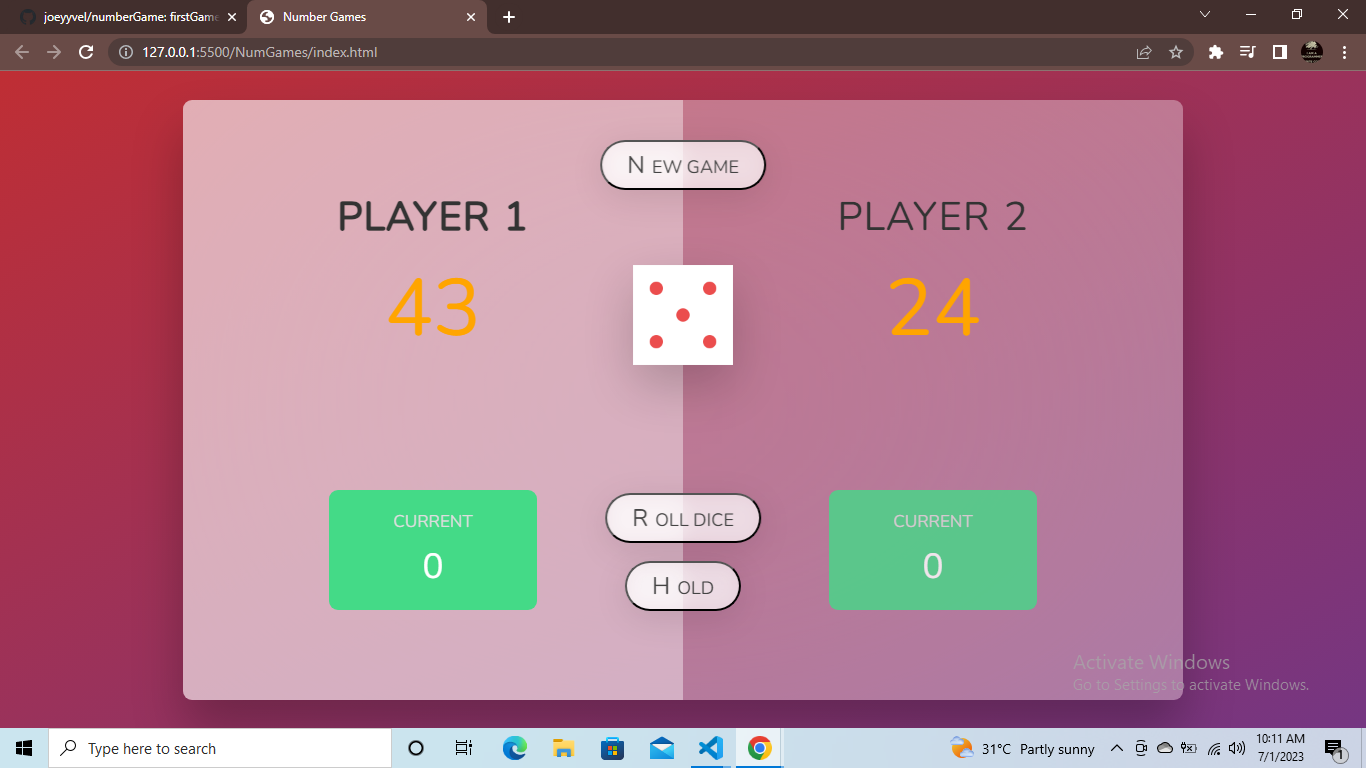 joeyyvel/numberGame: firstGame
Number Games
127.0.0.1:5500/NumGames/index.html
N EW GAME
PLAYER 1
PLAYER 2
43
24
CURRENT
0
R OLL DICE
H OLD
CURRENT
0
Activate Windows
Go to Settings to activate Windows.
Type here to search
31°C Partly sunny
10:11 AM
7/1/2023
1